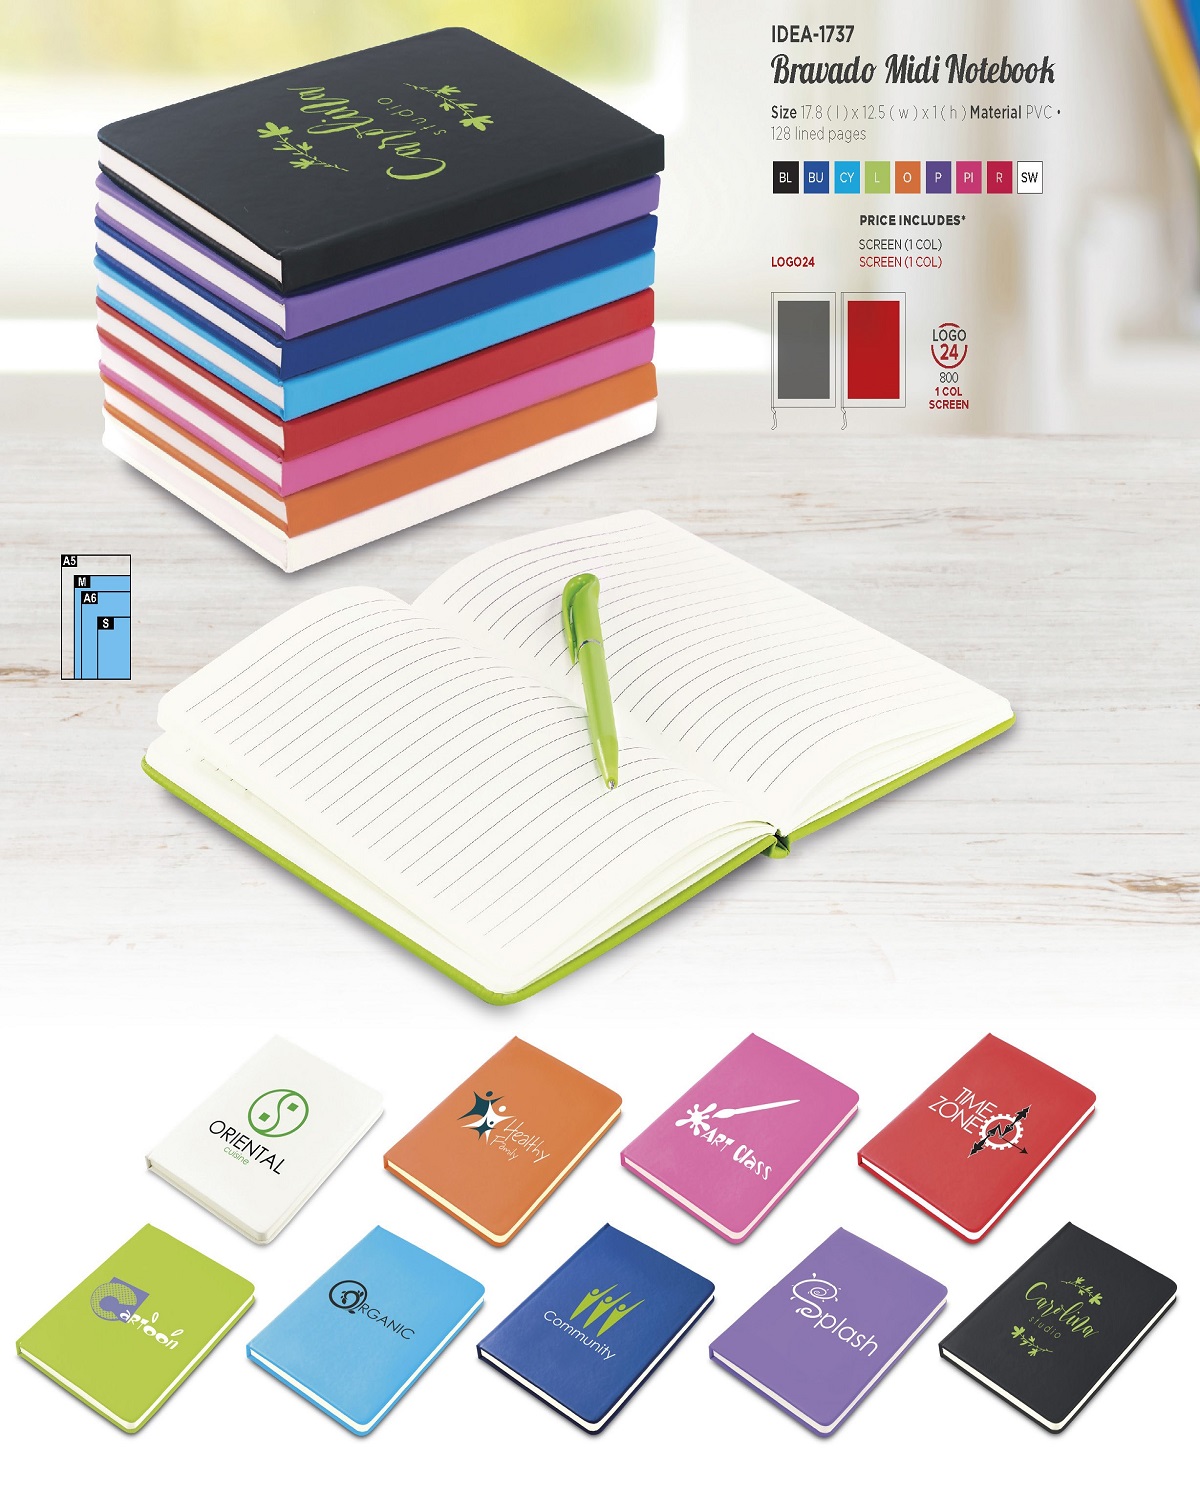 IDEA-1737
Bravado Midi Notebook
Size 17.8 ( l ) x 12.5 ( w ) x 1 ( h ) Material PVC •
128 lined pages
BL BU CY L O P PI R SW
PRICE INCLUDES*
SCREEN (1 COL)
LOGO24 SCREEN (1 COL)
LOGO
24
800
1 COL
SCREEN
Carolina
studio
A5
M
A6
S
ORIENTAL
cuisine
Healthy
Family
ART Class
TIME
ZONE
Cartoon
ORGANIC
Community
Splash
Carolina
studio